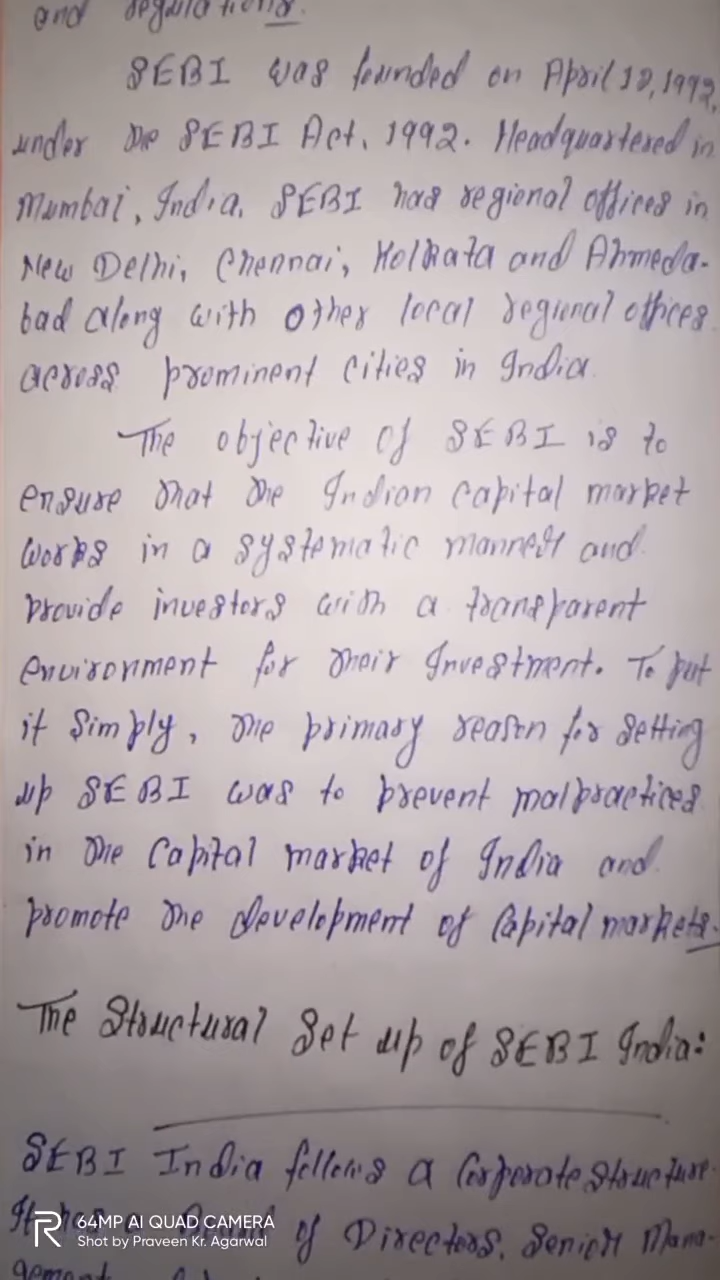 and regulations.
SEBI was founded on April 12, 1992,
under the SEBI Act, 1992. Headquartered in
Mumbai, India. SEBI has regional offices in
New Delhi, Chennai, Kolkata and Ahmeda-
bad along with other local regional offices
across prominent cities in India.
The objective of SEBI is to
ensure that the Indian Capital market
works in a systematic manner and
provide investors with a transparent
environment for their Investment. To put
it simply, the primary reason for setting
up SEBI was to prevent malpractices
in the Capital market of India and
promote the development of Capital markets.
The Structural Set up of SEBI India:
SEBI India follows a Corporate structure.
It has a of Directors, Senior Mana-
gement
64MP AI QUAD CAMERA
Shot by Praveen Kr. Agarwal